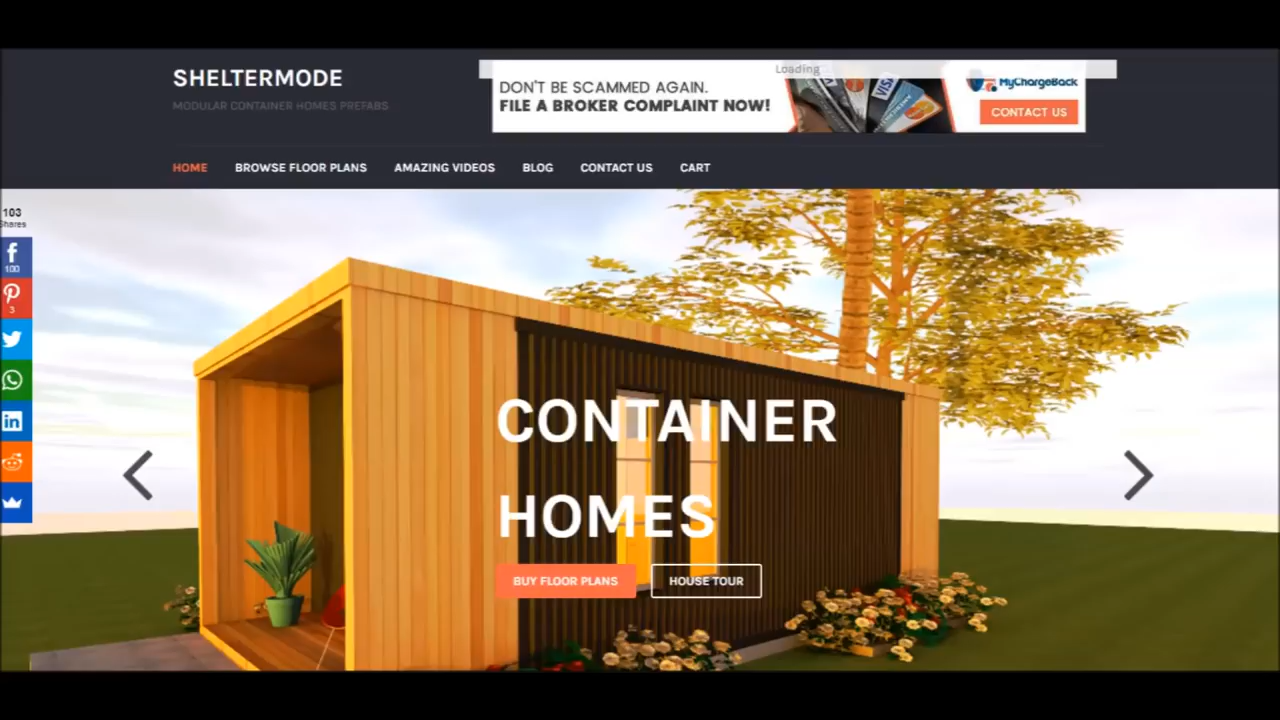 SHELTERMODE
MODULAR CONTAINER HOMES PREFABS
Loading
DON'T BE SCAMMED AGAIN.
FILE A BROKER COMPLAINT NOW!
VISA
MyChargeBack
CONTACT US
HOME BROWSE FLOOR PLANS AMAZING VIDEOS BLOG CONTACT US CART
103
Shares
100
3
CONTAINER
HOMES
BUY FLOOR PLANS HOUSE TOUR